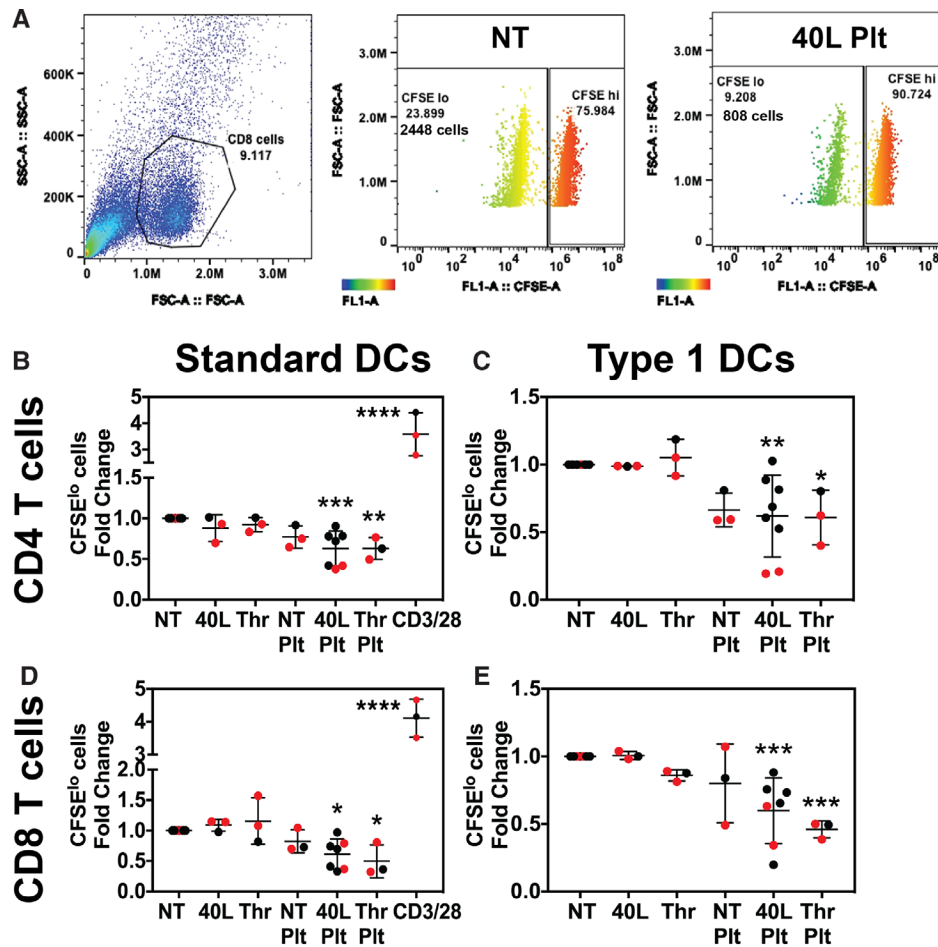 A
800K
600K
400K
200K
0
SSC-A :: SSC-A
CD8 cells
9.117
0
1.0M
2.0M
3.0M
FSC-A :: FSC-A
NT
3.0M
2.0M
1.0M
0
FSC-A :: FSC-A
CFSE lo
23.899
2448 cells
CFSE hi
75.984
10^0 10^2 10^4 10^6 10^8
FL1-A
FL1-A :: CFSE-A
40L Plt
3.0M
2.0M
1.0M
0
FSC-A :: FSC-A
CFSE lo
9.208
808 cells
CFSE hi
90.724
10^0 10^2 10^4 10^6 10^8
FL1-A
FL1-A :: CFSE-A
B
Standard DCs
C
Type 1 DCs
CD4 T cells
CFSE^lo cells
Fold Change
5
4
3
1.5
1.0
0.5
0.0
***
**
****
NT 40L Thr NT 40L Thr CD3/28
Plt Plt Plt
CFSE^lo cells
Fold Change
1.5
1.0
0.5
0.0
**
*
NT 40L Thr NT 40L Thr
Plt Plt Plt
D
E
CD8 T cells
CFSE^lo cells
Fold Change
5
4
3
2.0
1.5
1.0
0.5
0.0
*
*
****
NT 40L Thr NT 40L Thr CD3/28
Plt Plt Plt
CFSE^lo cells
Fold Change
1.5
1.0
0.5
0.0
***
***
NT 40L Thr NT 40L Thr
Plt Plt Plt